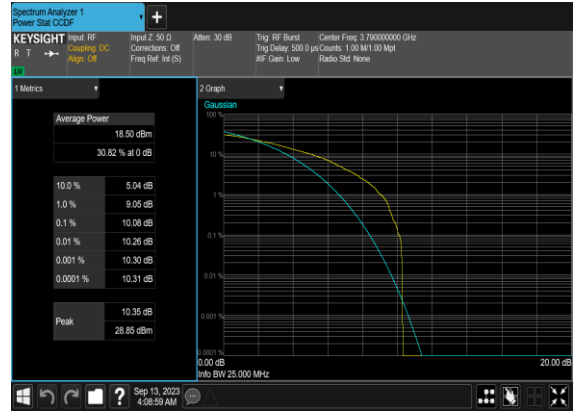 Spectrum Analyzer 1
Power Stat CCDF
KEYSIGHT
R T
LXI
Input: RF
Coupling: DC
Align: Off
Input Z: 50 Ω
Corrections: Off
Freq Ref: Int (S)
Atten: 30 dB
Trig: RF Burst
Trig Delay: 500.0 µs
#IF Gain: Low
Center Freq: 3.790000000 GHz
Counts: 1.00 M/1.00 Mpt
Radio Std: None
1 Metrics
Average Power
18.50 dBm
30.82 % at 0 dB
10.0 % 5.04 dB
1.0 % 9.05 dB
0.1 % 10.08 dB
0.01 % 10.26 dB
0.001 % 10.30 dB
0.0001 % 10.31 dB
Peak
10.35 dB
28.85 dBm
2 Graph
Gaussian
100 %
10 %
1 %
0.1 %
0.01 %
0.001 %
0.0001 %
0.00 dB
20.00 dB
Info BW 25.000 MHz
Sep 13, 2023
4:08:59 AM